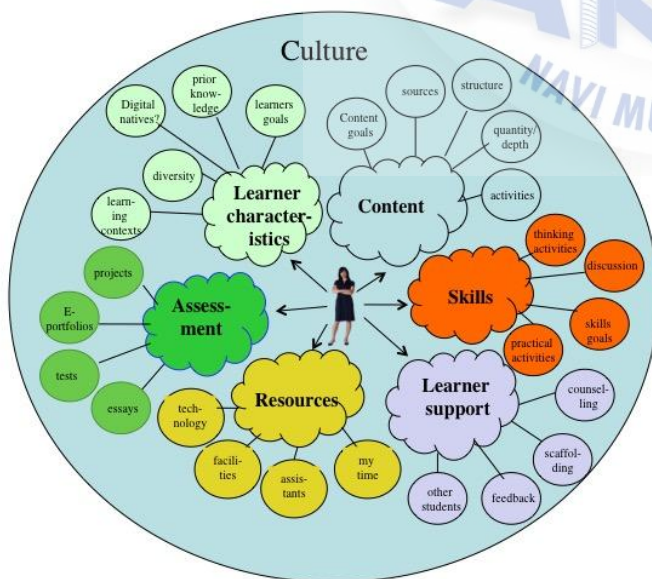 Culture
Digital
natives?
prior
know-
ledge
learners
goals
diversity
learn-
ing
contexts
Learner
character-
istics
Content
goals
sources
structure
quantity/
depth
activities
Content
thinking
activities
discussion
skills
goals
practical
activities
Skills
projects
E-
portfolios
tests
essays
Assess-
ment
Resources
tech-
nology
facili-
ties
assis-
tants
my
time
Learner
support
counsel-
ling
scaffol-
ding
feedback
other
students
NAVI MU